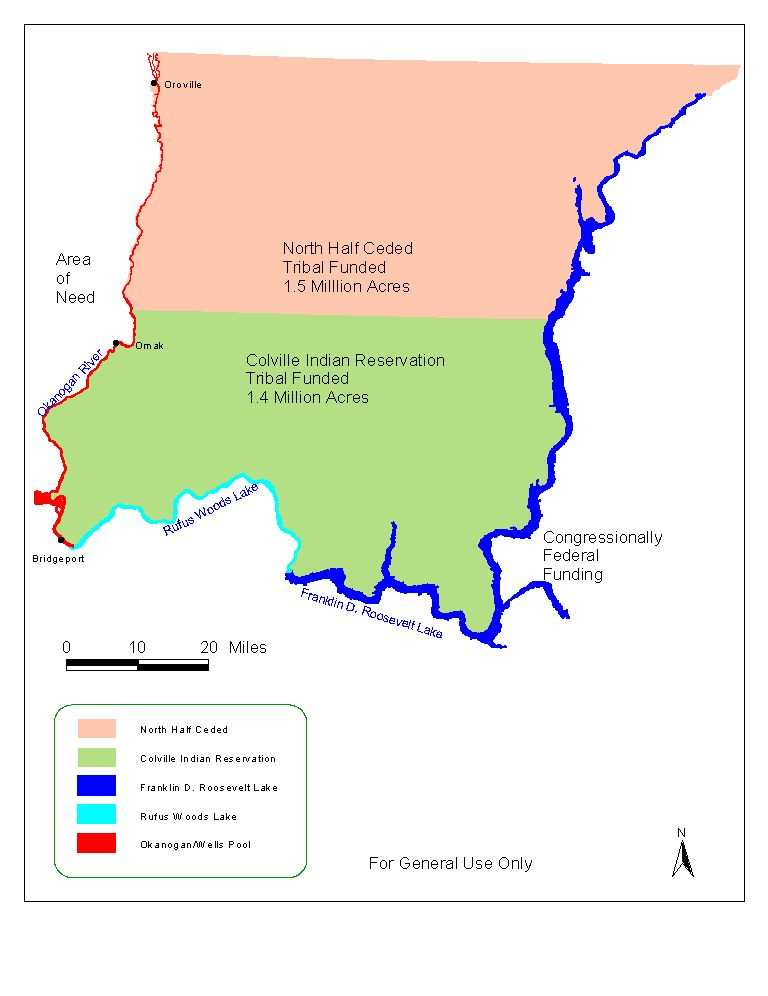 Oroville
North Half Ceded
Tribal Funded
1.5 Milllion Acres
Area
of
Need
Omak
Okanogan River
Colville Indian Reservation
Tribal Funded
1.4 Million Acres
Rufus Woods Lake
Bridgeport
Congressionally
Federal
Funding
Franklin D. Roosevelt Lake
0 10 20 Miles
North Half Ceded
Colville Indian Reservation
Franklin D. Roosevelt Lake
Rufus Woods Lake
Okanogan/Wells Pool
N
For General Use Only